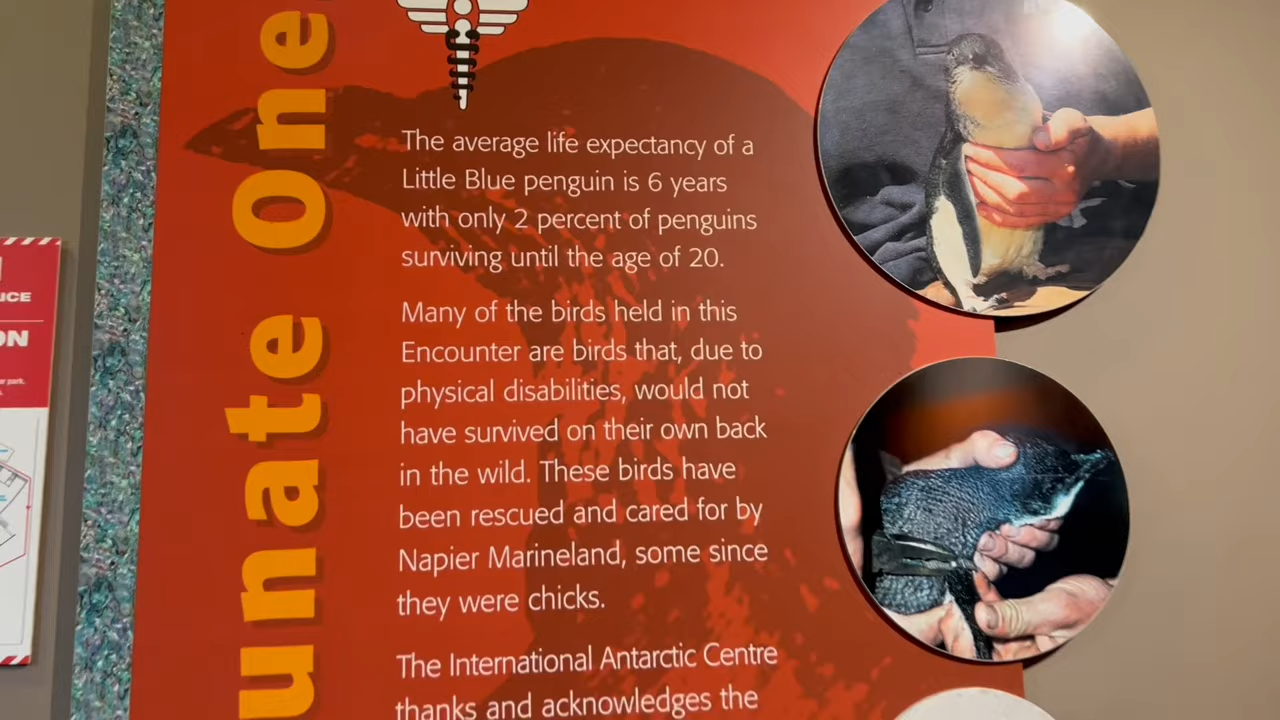 unate one
The average life expectancy of a
Little Blue penguin is 6 years
with only 2 percent of penguins
surviving until the age of 20.
Many of the birds held in this
Encounter are birds that, due to
physical disabilities, would not
have survived on their own back
in the wild. These birds have
been rescued and cared for by
Napier Marineland, some since
they were chicks.
The International Antarctic Centre
thanks and acknowledges the
UCE
ON
park.